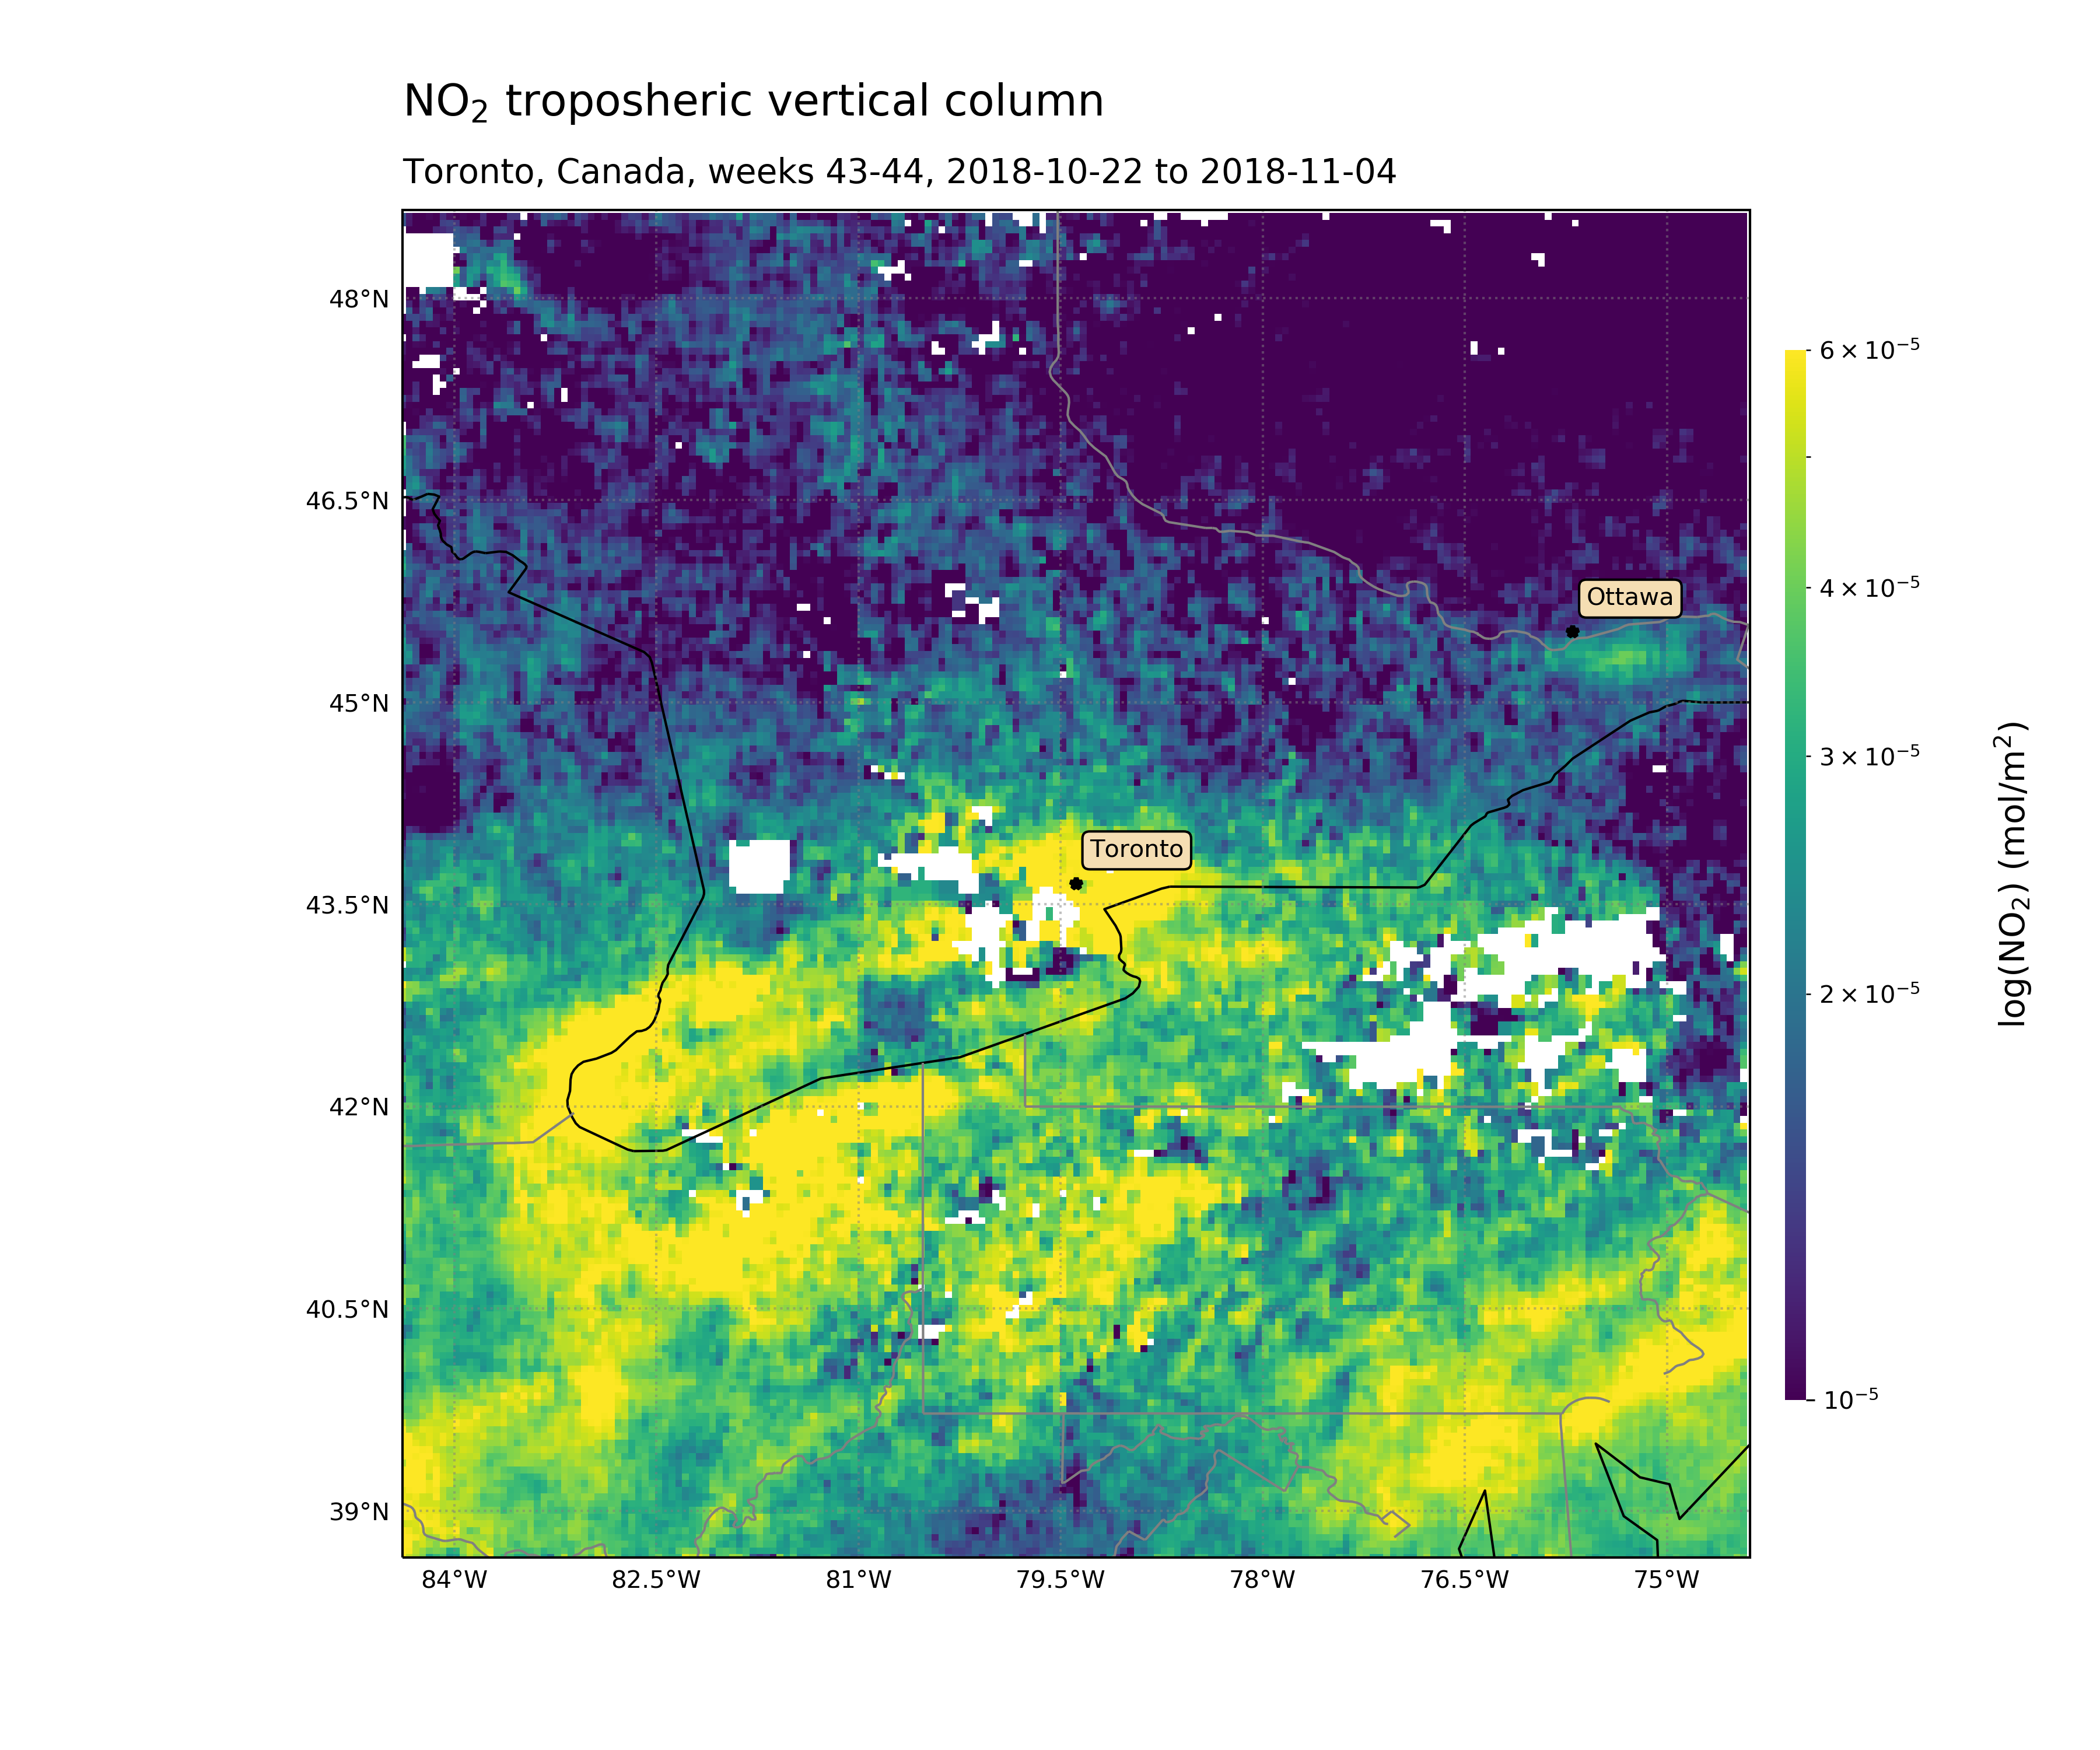 NO₂ troposheric vertical column
Toronto, Canada, weeks 43-44, 2018-10-22 to 2018-11-04
48°N
46.5°N
45°N
43.5°N
42°N
40.5°N
39°N
Ottawa
Toronto
84°W 82.5°W 81°W 79.5°W 78°W 76.5°W 75°W
6 × 10⁻⁵
4 × 10⁻⁵
3 × 10⁻⁵
2 × 10⁻⁵
10⁻⁵
log(NO₂) (mol/m²)